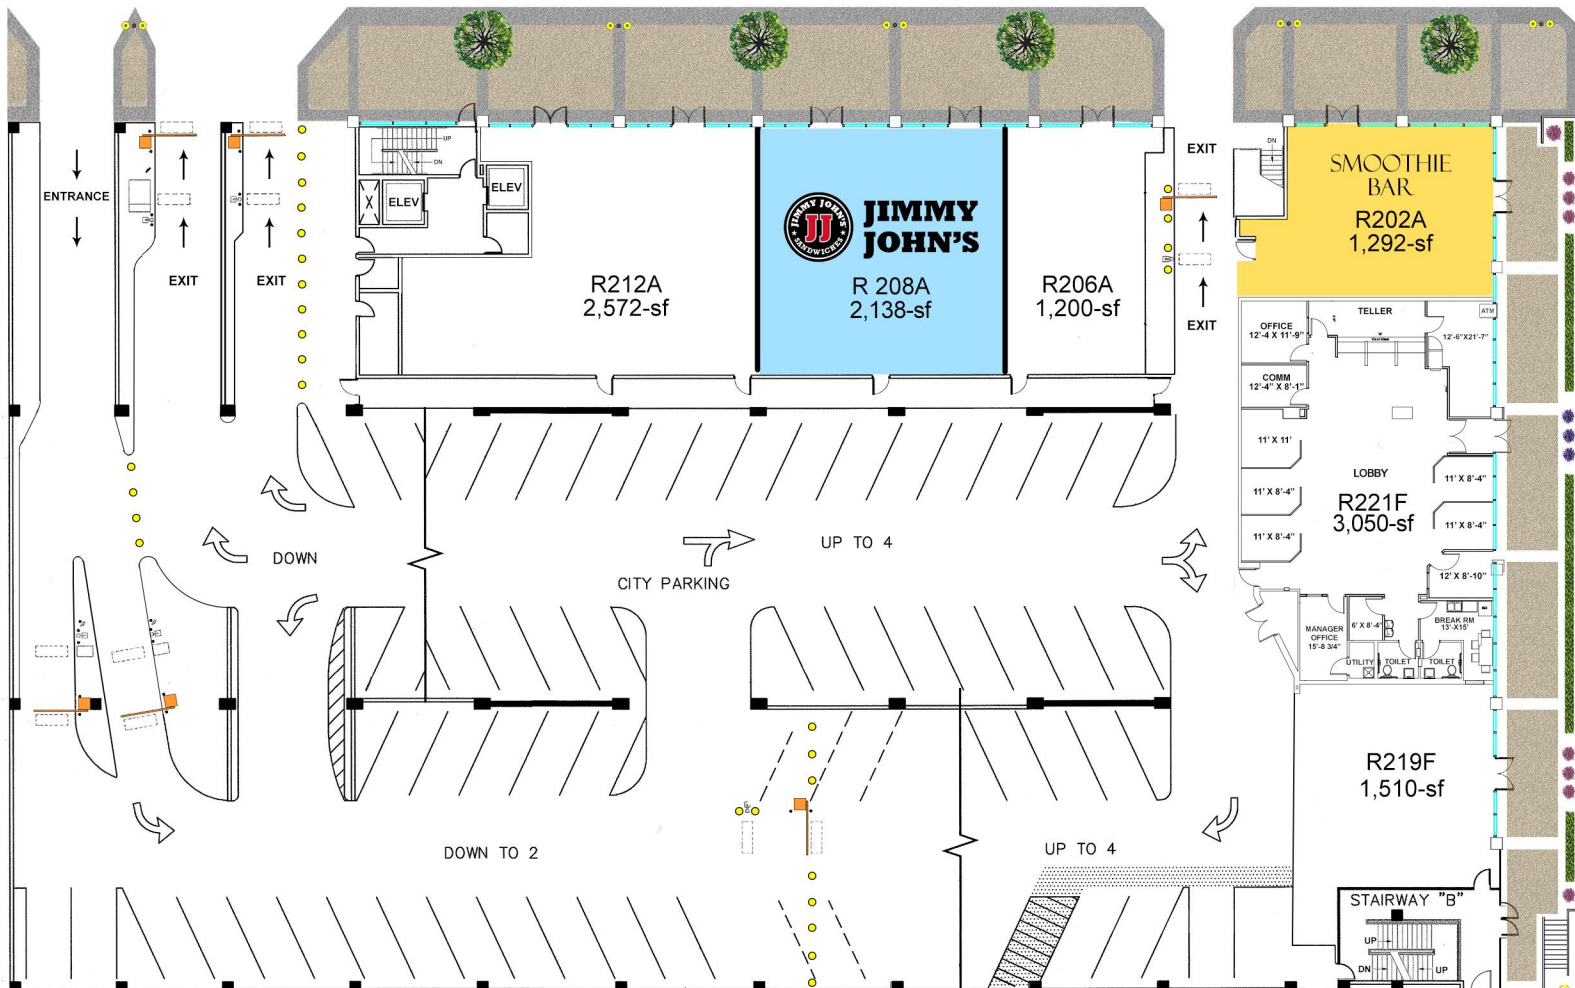 ENTRANCE
EXIT
EXIT
UP
DN
ELEV
ELEV
X
R212A
2,572-sf
JIMMY JOHN'S
JJ
SANDWICHES
JIMMY
JOHN'S
R 208A
2,138-sf
R206A
1,200-sf
EXIT
EXIT
DN
SMOOTHIE
BAR
R202A
1,292-sf
TELLER
ATM
OFFICE
12'-4 X 11'-9"
12'-6"X21'-7"
COMM
12'-4" X 8'-1"
11' X 11'
LOBBY
11' X 8'-4"
11' X 8'-4"
R221F
3,050-sf
11' X 8'-4"
11' X 8'-4"
12' X 8'-10"
MANAGER
OFFICE
15'-8 3/4"
6' X 8'-4"
BREAK RM
13'-X15'
UTILITY
TOILET
TOILET
DOWN
UP TO 4
CITY PARKING
R219F
1,510-sf
DOWN TO 2
UP TO 4
STAIRWAY "B"
UP
DN
UP